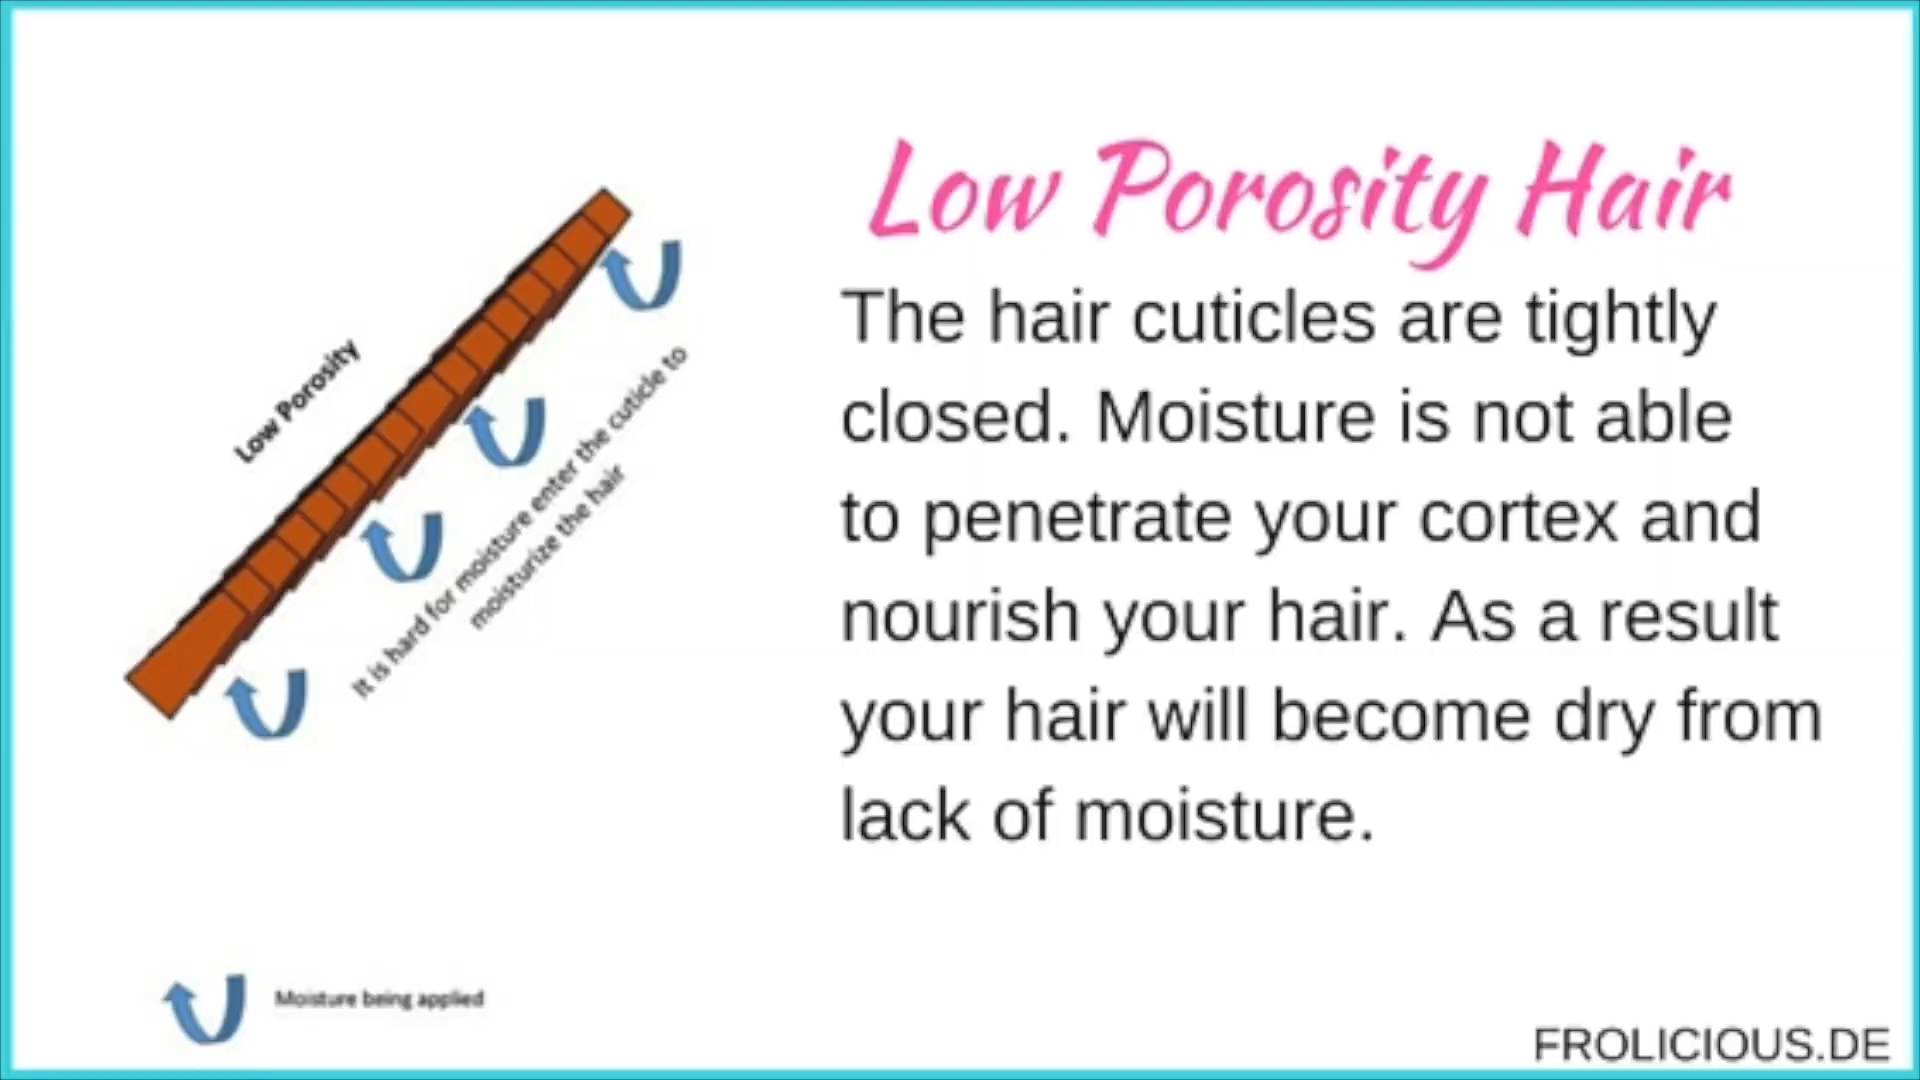 Low Porosity Hair
The hair cuticles are tightly
closed. Moisture is not able
to penetrate your cortex and
nourish your hair. As a result
your hair will become dry from
lack of moisture.
Low Porosity
It is hard for moisture enter the cuticle to
moisturize the hair
Moisture being applied
FROLICIOUS.DE